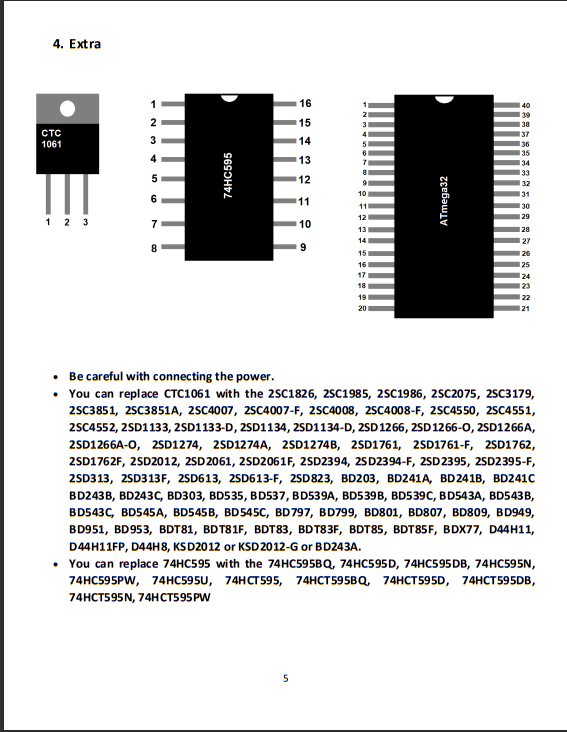 4. Extra
CTC
1061
1 2 3
1 16
2 15
3 14
4 13
5 12
6 11
7 10
8 9
74HC595
1 40
2 39
3 38
4 37
5 36
6 35
7 34
8 33
9 32
10 31
11 30
12 29
13 28
14 27
15 26
16 25
17 24
18 23
19 22
20 21
ATmega32
• Be careful with connecting the power.
• You can replace CTC1061 with the 2SC1826, 2SC1985, 2SC1986, 2SC2075, 2SC3179,
2SC3851, 2SC3851A, 2SC4007, 2SC4007-F, 2SC4008, 2SC4008-F, 2SC4550, 2SC4551,
2SC4552, 2SD1133, 2SD1133-D, 2SD1134, 2SD1134-D, 2SD1266, 2SD1266-O, 2SD1266A,
2SD1266A-O, 2SD1274, 2SD1274A, 2SD1274B, 2SD1761, 2SD1761-F, 2SD1762,
2SD1762F, 2SD2012, 2SD2061, 2SD2061F, 2SD2394, 2SD2394-F, 2SD2395, 2SD2395-F,
2SD313, 2SD313F, 2SD613, 2SD613-F, 2SD823, BD203, BD241A, BD241B, BD241C
BD243B, BD243C, BD303, BD535, BD537, BD539A, BD539B, BD539C, BD543A, BD543B,
BD543C, BD545A, BD545B, BD545C, BD797, BD799, BD801, BD807, BD809, BD949,
BD951, BD953, BDT81, BDT81F, BDT83, BDT83F, BDT85, BDT85F, BDX77, D44H11,
D44H11FP, D44H8, KSD2012 or KSD2012-G or BD243A.
• You can replace 74HC595 with the 74HC595BQ, 74HC595D, 74HC595DB, 74HC595N,
74HC595PW, 74HC595U, 74HCT595, 74HCT595BQ, 74HCT595D, 74HCT595DB,
74HCT595N, 74HCT595PW
5